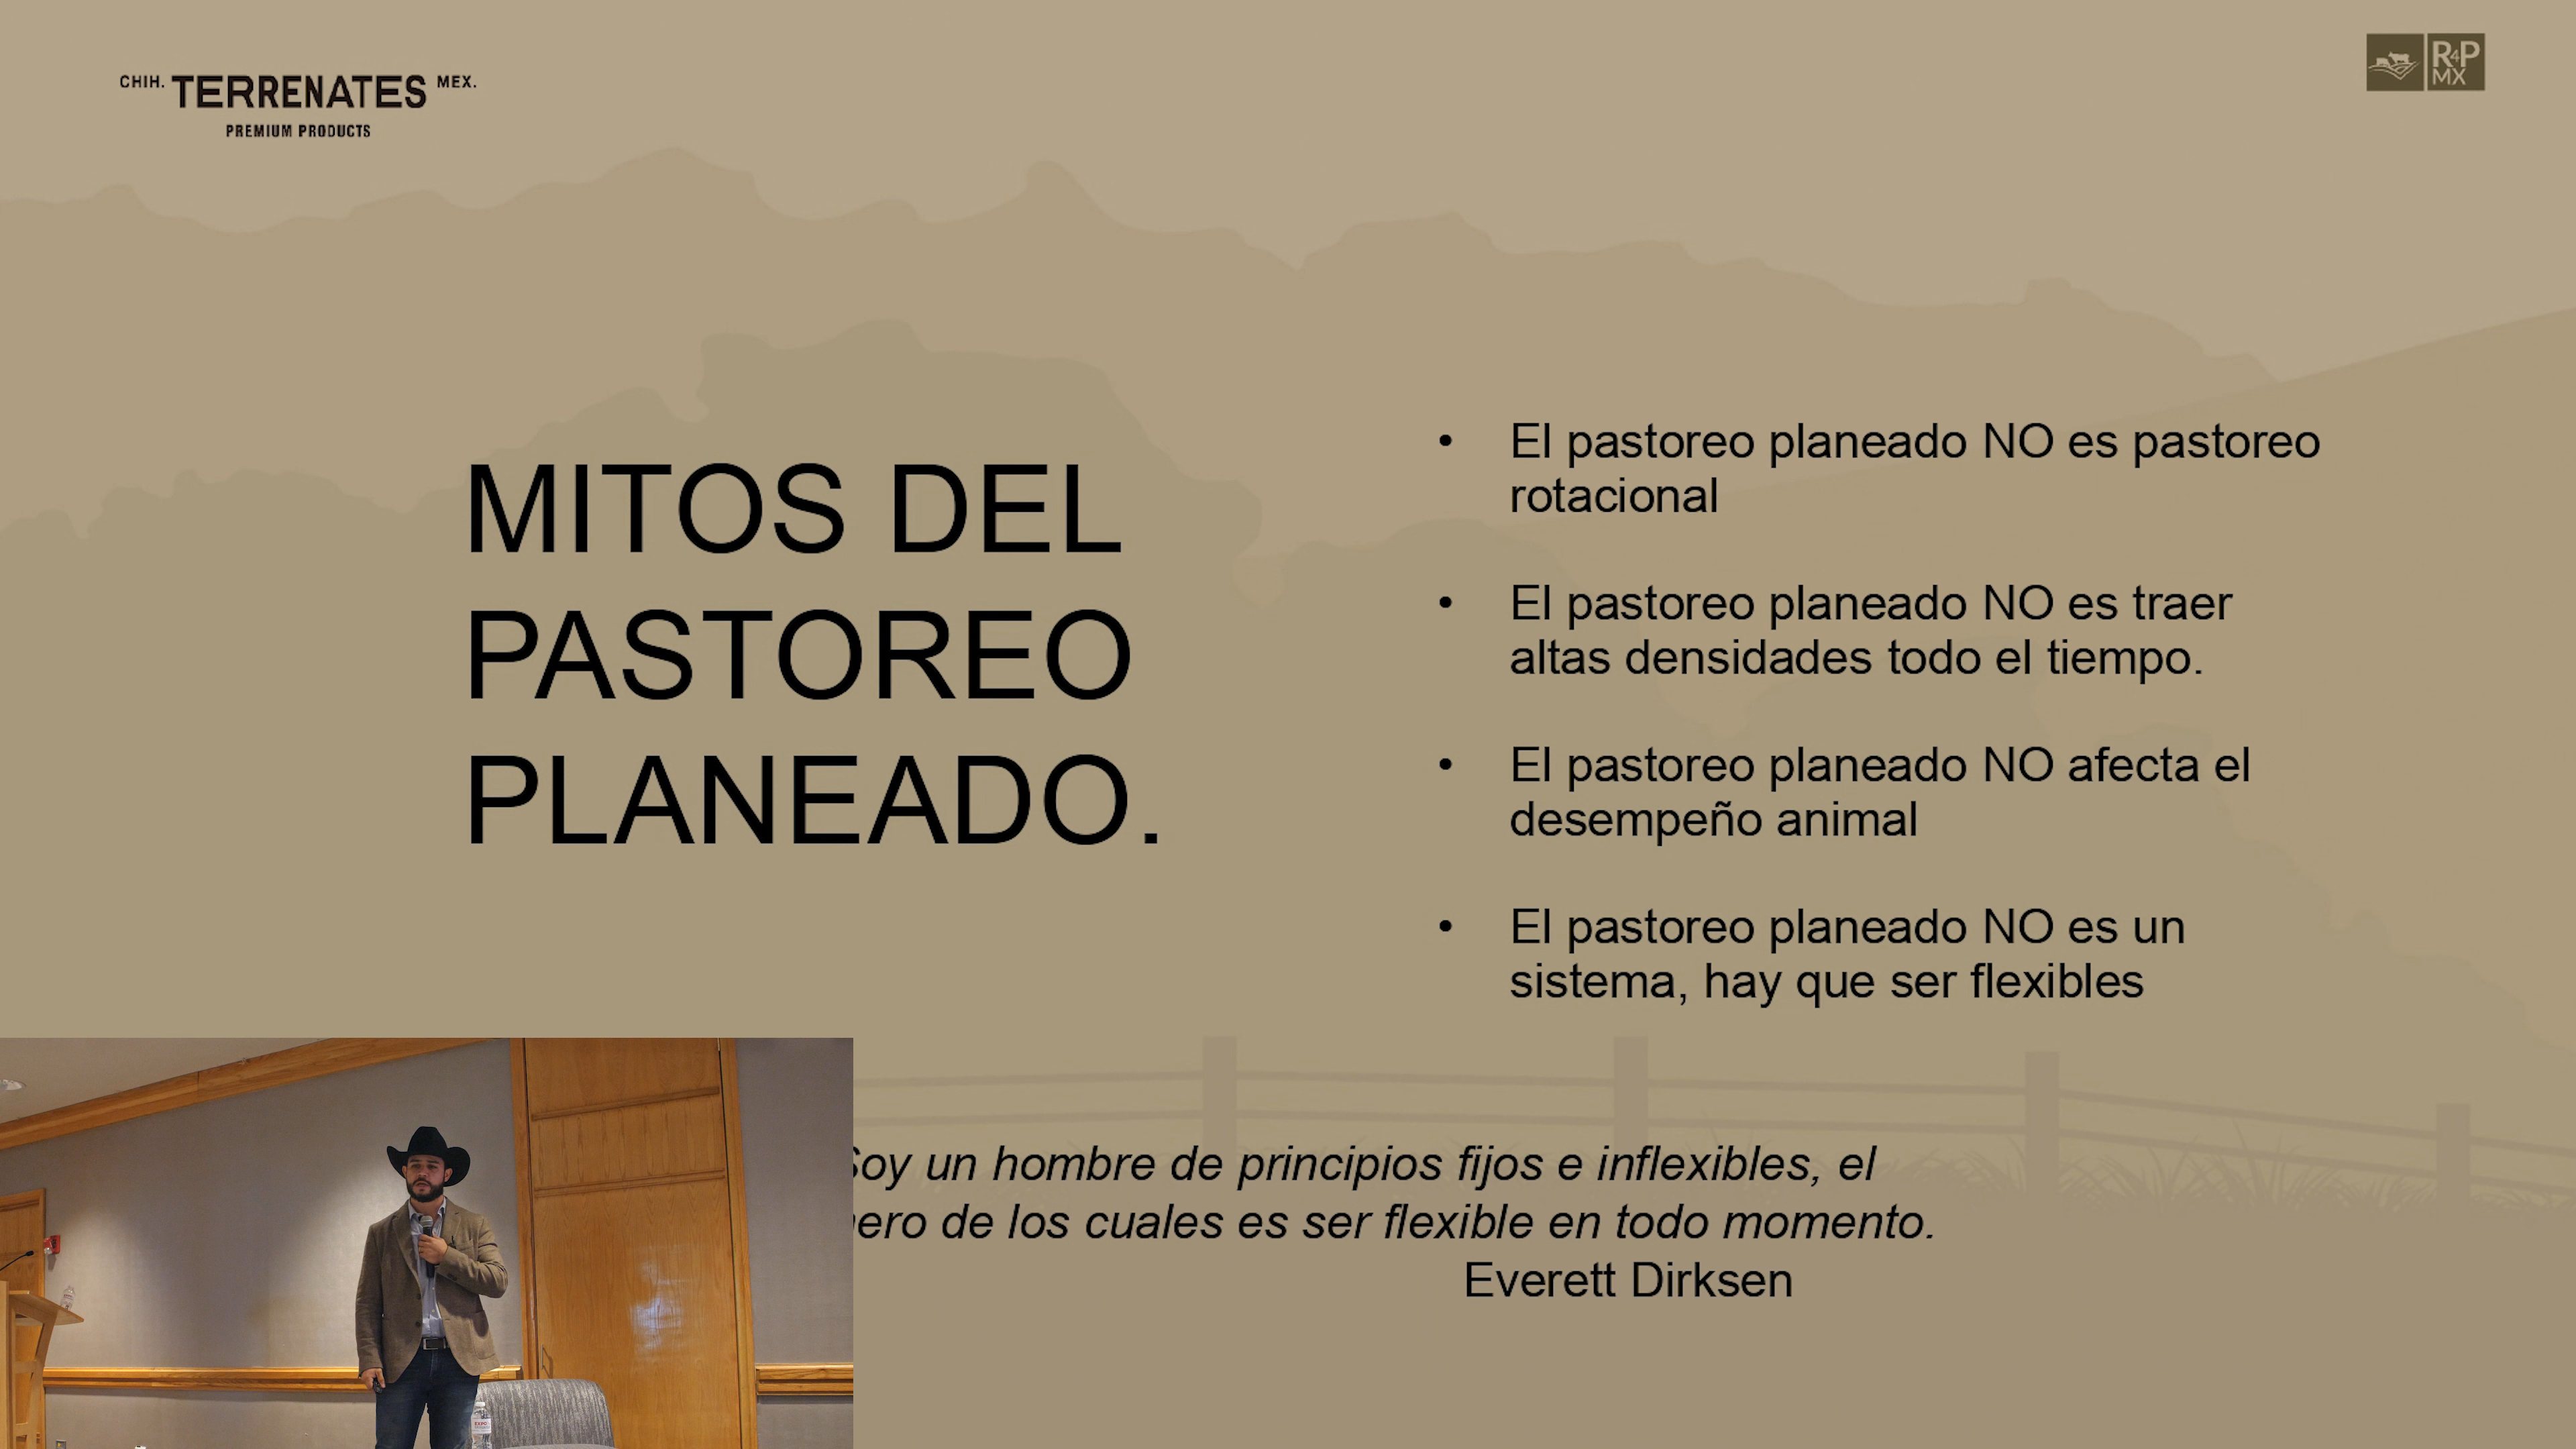 CHIH. TERRENATES MEX.
PREMIUM PRODUCTS
R4P
MX
MITOS DEL
PASTOREO
PLANEADO.
• El pastoreo planeado NO es pastoreo
rotacional
• El pastoreo planeado NO es traer
altas densidades todo el tiempo.
• El pastoreo planeado NO afecta el
desempeño animal
• El pastoreo planeado NO es un
sistema, hay que ser flexibles
Soy un hombre de principios fijos e inflexibles, el
de los cuales es ser flexible en todo momento.
Everett Dirksen